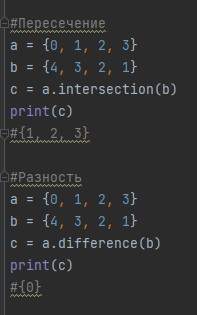 #Пересечение
a = {0, 1, 2, 3}
b = {4, 3, 2, 1}
c = a.intersection(b)
print(c)
#{1, 2, 3}
#Разность
a = {0, 1, 2, 3}
b = {4, 3, 2, 1}
c = a.difference(b)
print(c)
#{0}